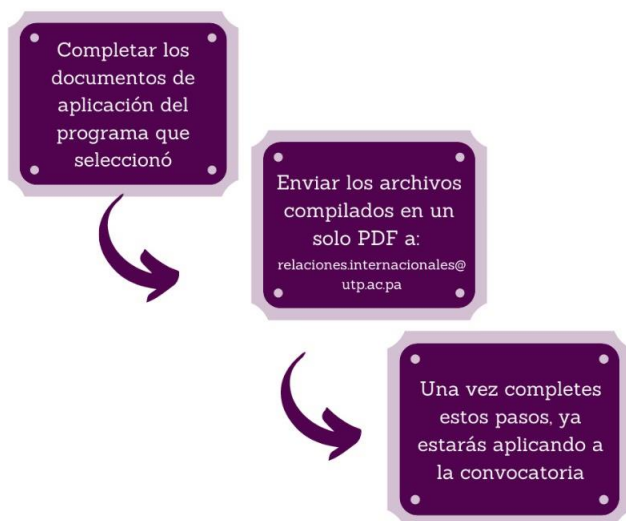 Completar los
documentos de
aplicación del
programa que
seleccionó
Enviar los archivos
compilados en un
solo PDF a:
relaciones.internacionales@
utp.ac.pa
Una vez completes
estos pasos, ya
estarás aplicando a
la convocatoria